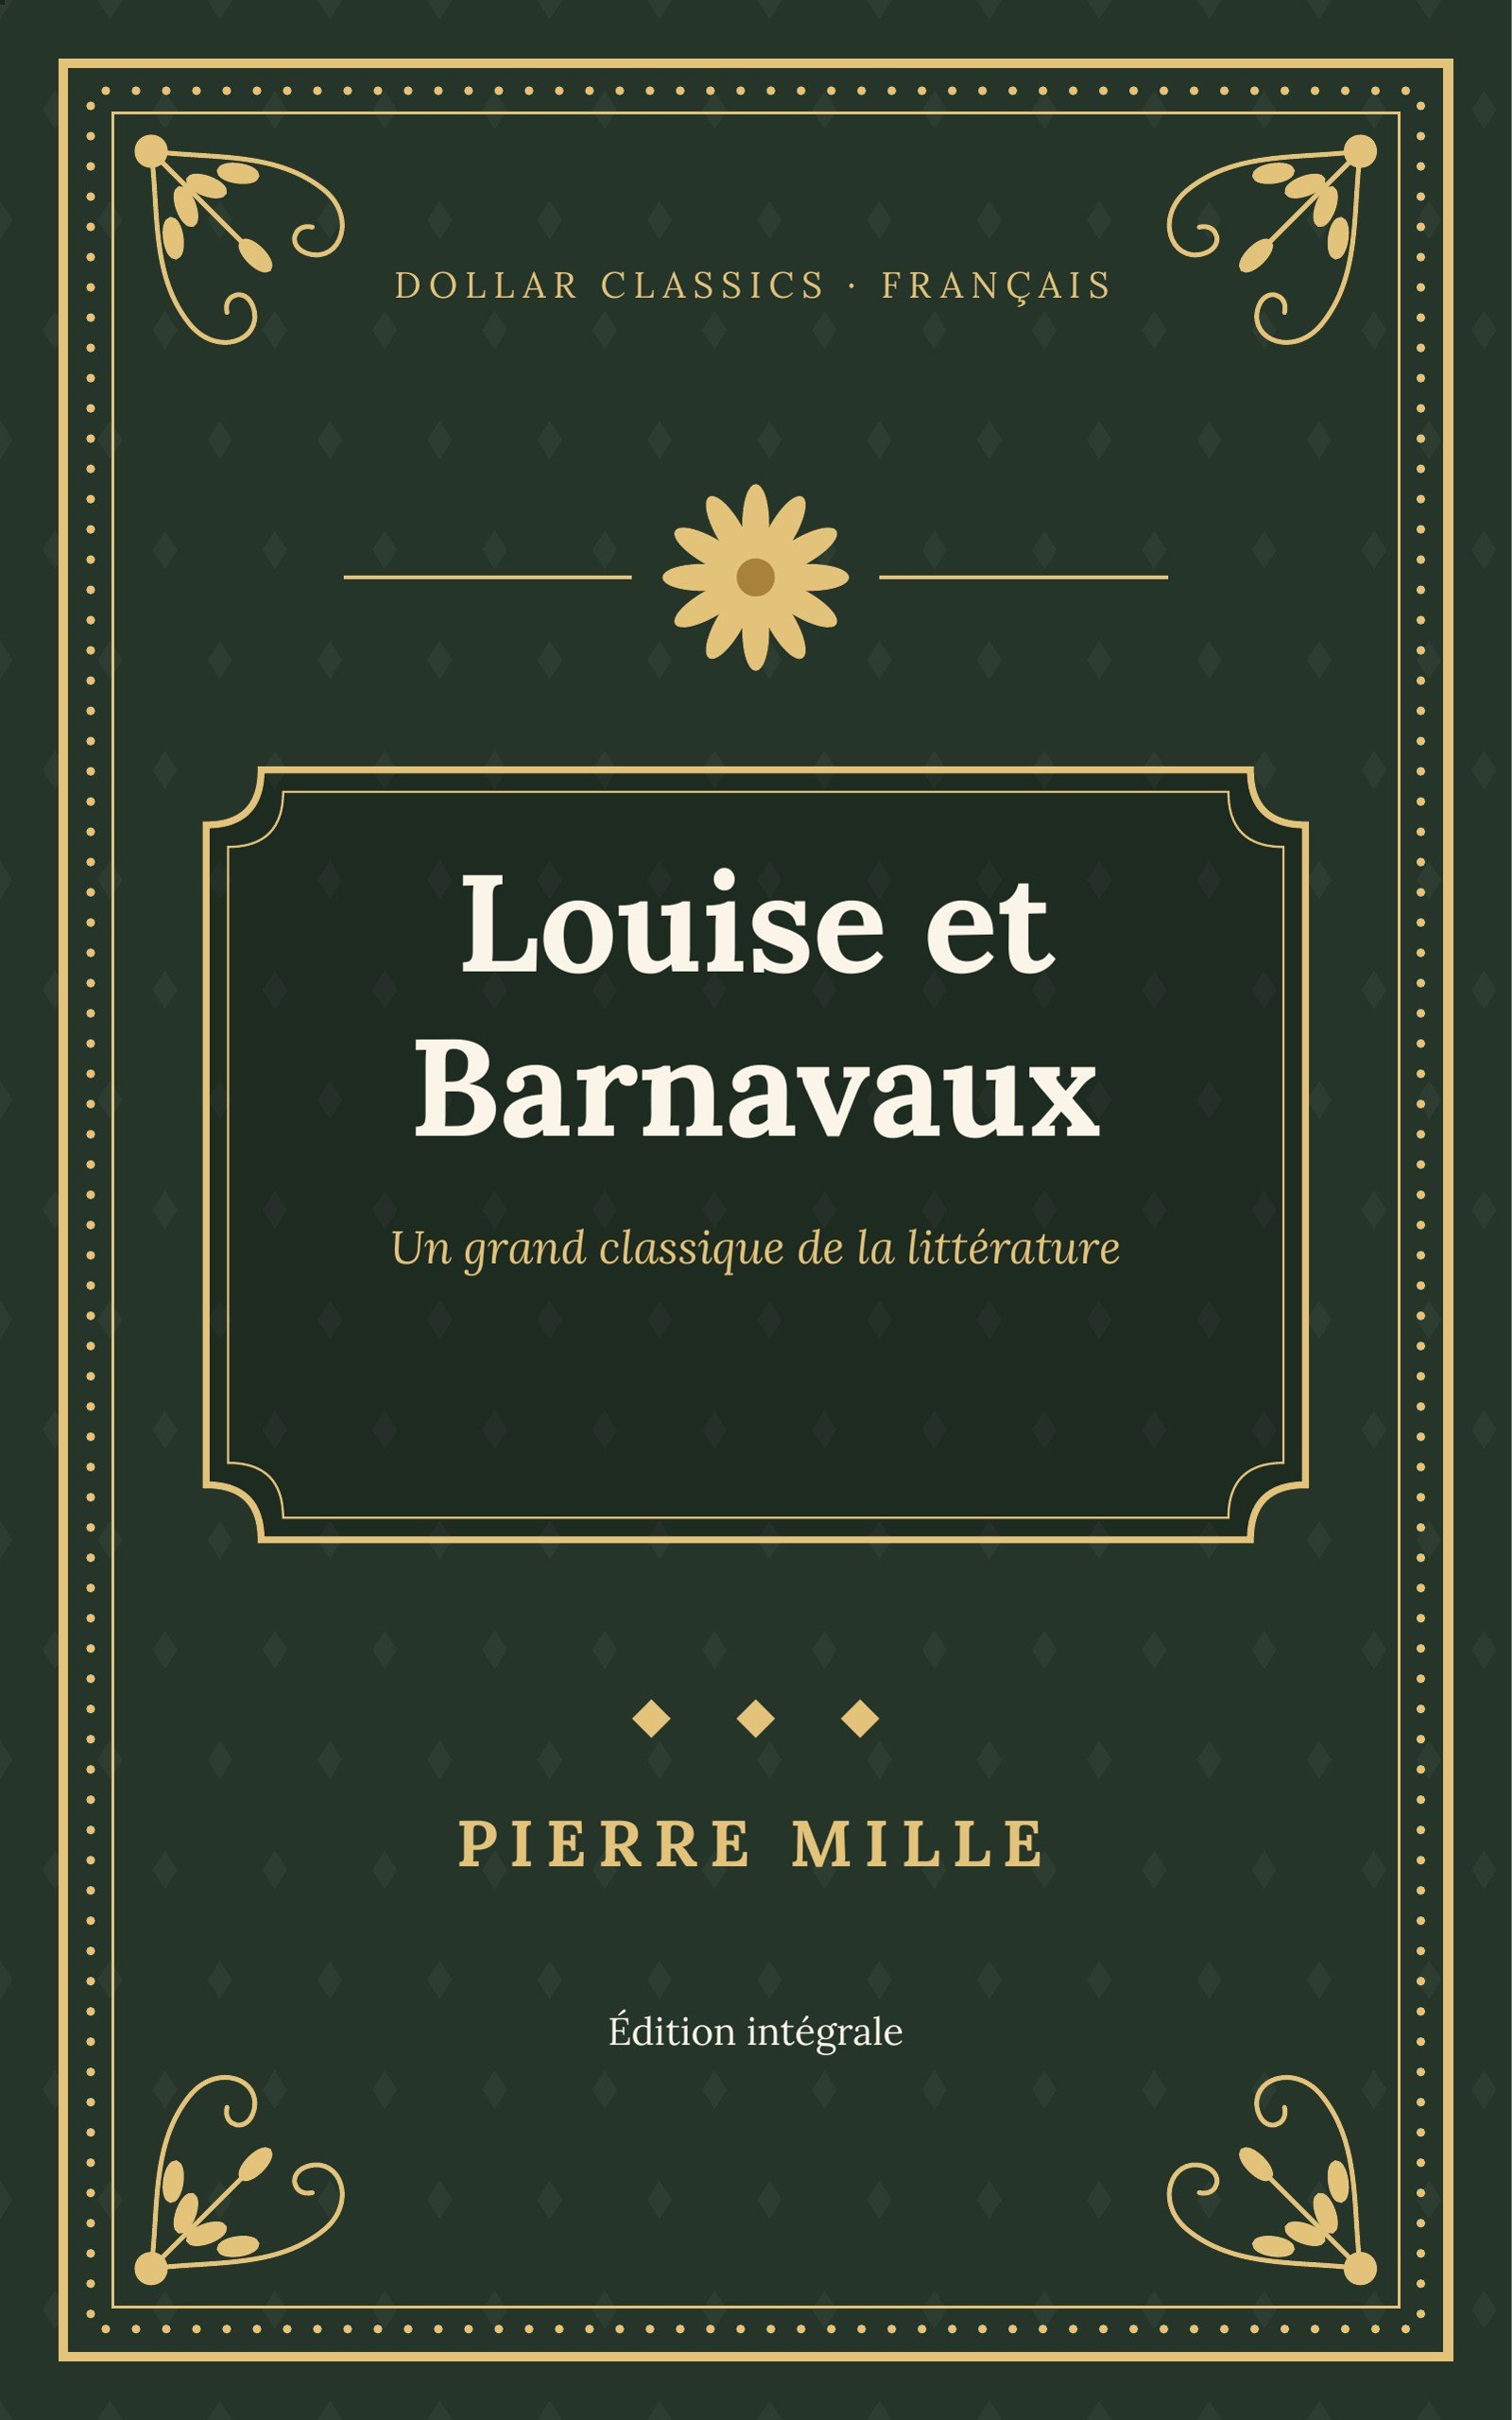 DOLLAR CLASSICS · FRANÇAIS
Louise et
Barnavaux
Un grand classique de la littérature
PIERRE MILLE
Édition intégrale